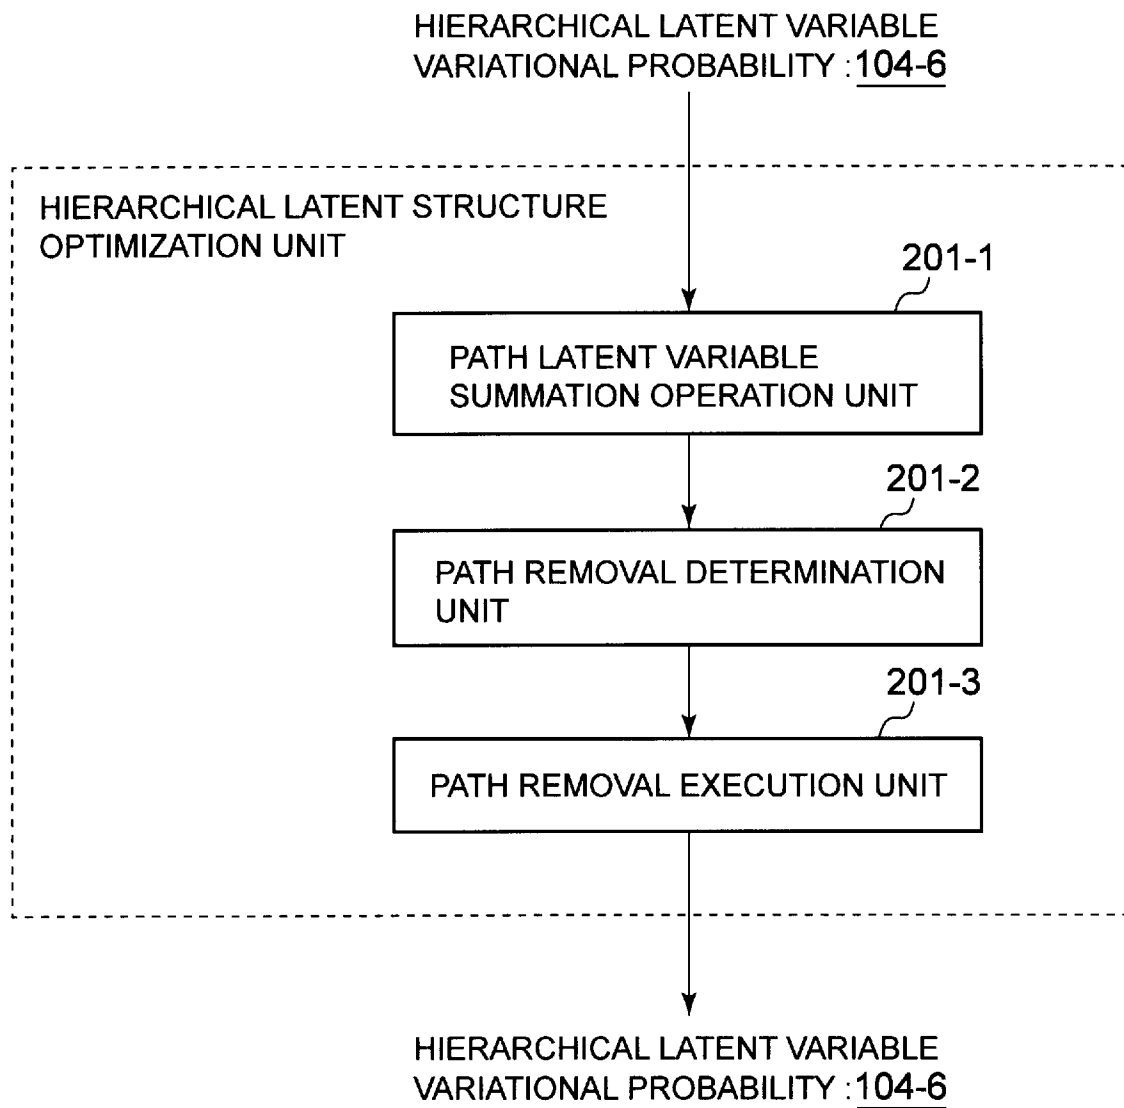 HIERARCHICAL LATENT VARIABLE
VARIATIONAL PROBABILITY : 104-6
HIERARCHICAL LATENT STRUCTURE
OPTIMIZATION UNIT
201-1
PATH LATENT VARIABLE
SUMMATION OPERATION UNIT
201-2
PATH REMOVAL DETERMINATION
UNIT
201-3
PATH REMOVAL EXECUTION UNIT
HIERARCHICAL LATENT VARIABLE
VARIATIONAL PROBABILITY : 104-6